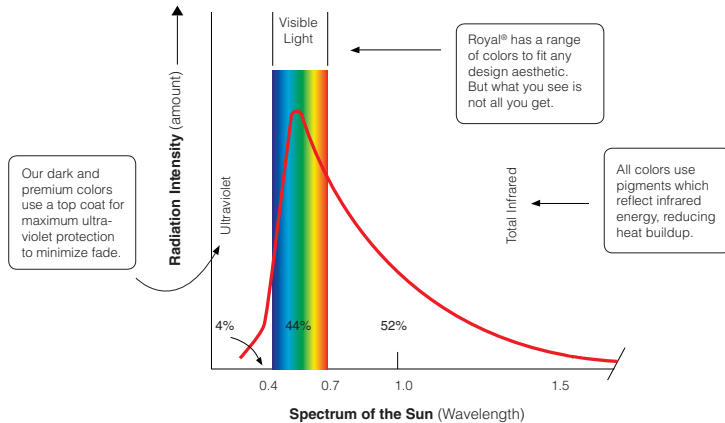 Visible
Light
Royal® has a range
of colors to fit any
design aesthetic.
But what you see is
not all you get.
Radiation Intensity (amount)
Our dark and
premium colors
use a top coat for
maximum ultra-
violet protection
to minimize fade.
Ultraviolet
Total Infrared
All colors use
pigments which
reflect infrared
energy, reducing
heat buildup.
4%
44%
52%
0.4
0.7
1.0
1.5
Spectrum of the Sun (Wavelength)